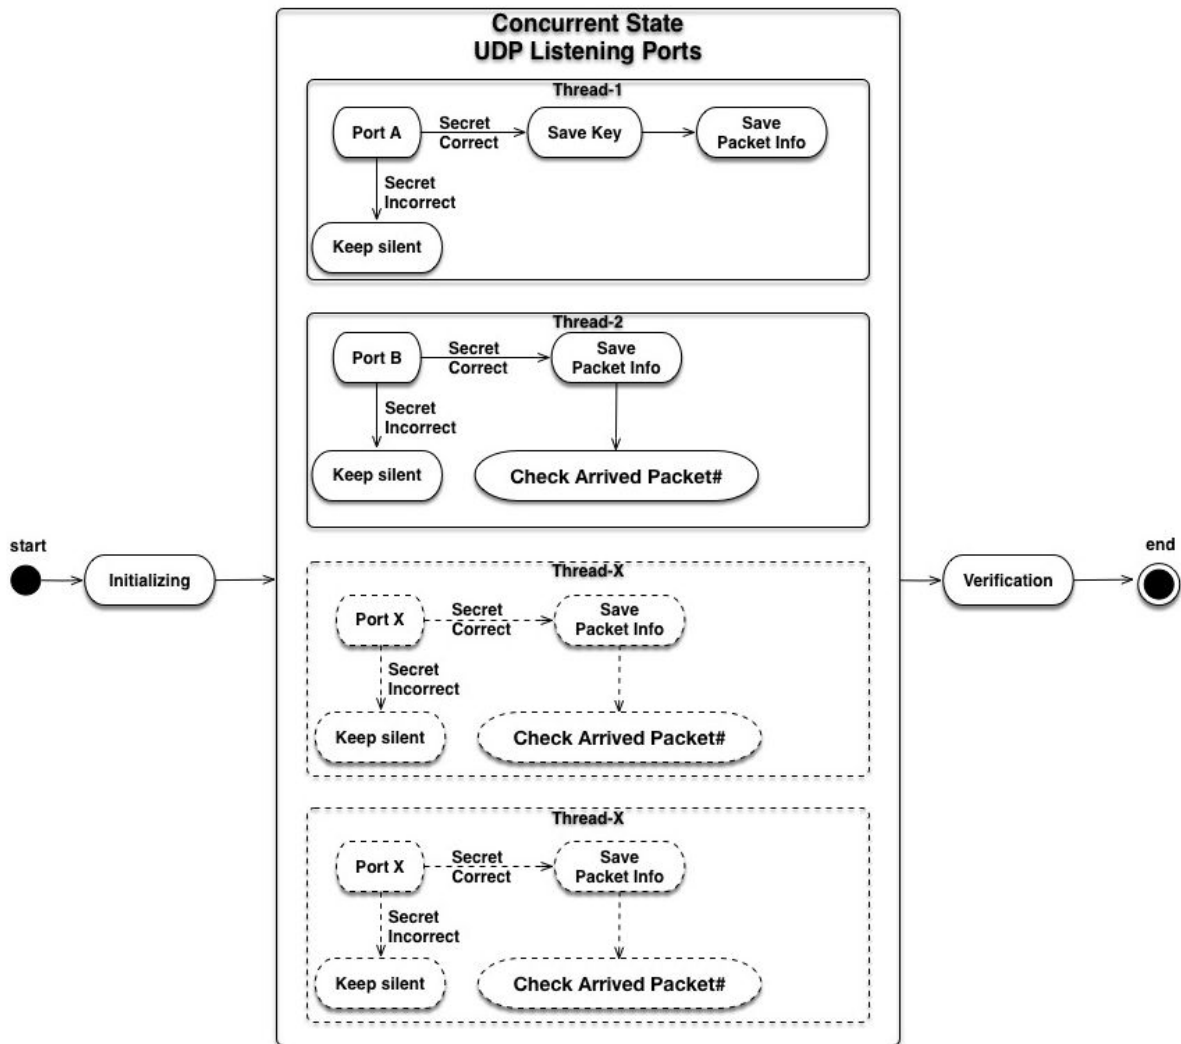 Concurrent State
UDP Listening Ports
Thread-1
Port A
Secret
Correct
Save Key
Save
Packet Info
Secret
Incorrect
Keep silent
Thread-2
Port B
Secret
Correct
Save
Packet Info
Secret
Incorrect
Keep silent
Check Arrived Packet#
start
Initializing
Verification
end
Thread-X
Port X
Secret
Correct
Save
Packet Info
Secret
Incorrect
Keep silent
Check Arrived Packet#
Thread-X
Port X
Secret
Correct
Save
Packet Info
Secret
Incorrect
Keep silent
Check Arrived Packet#